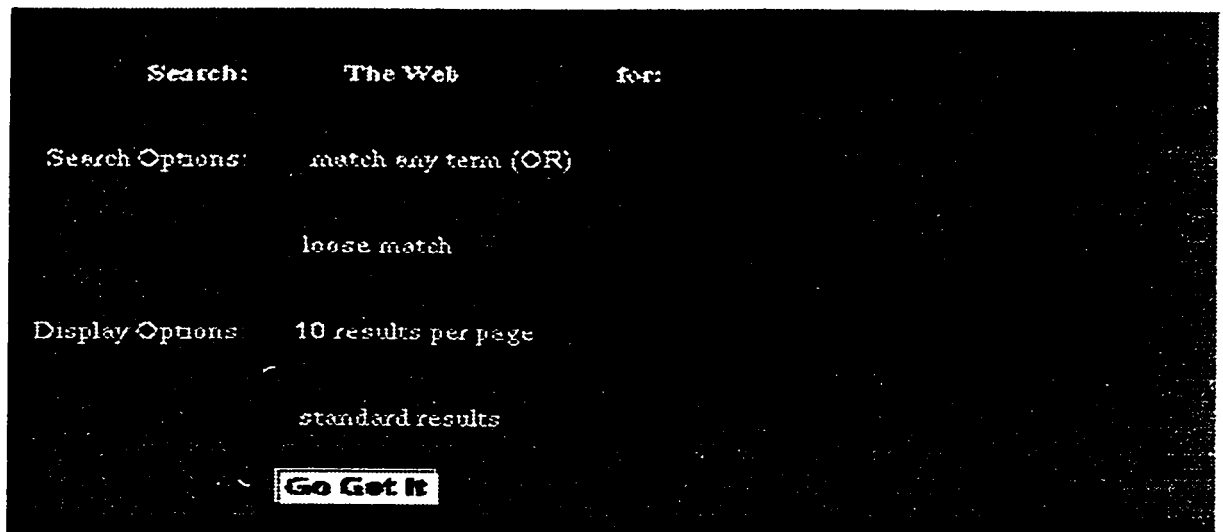 Search: The Web for:
Search Options: match any term (OR)
loose match
Display Options: 10 results per page
standard results
Go Get It